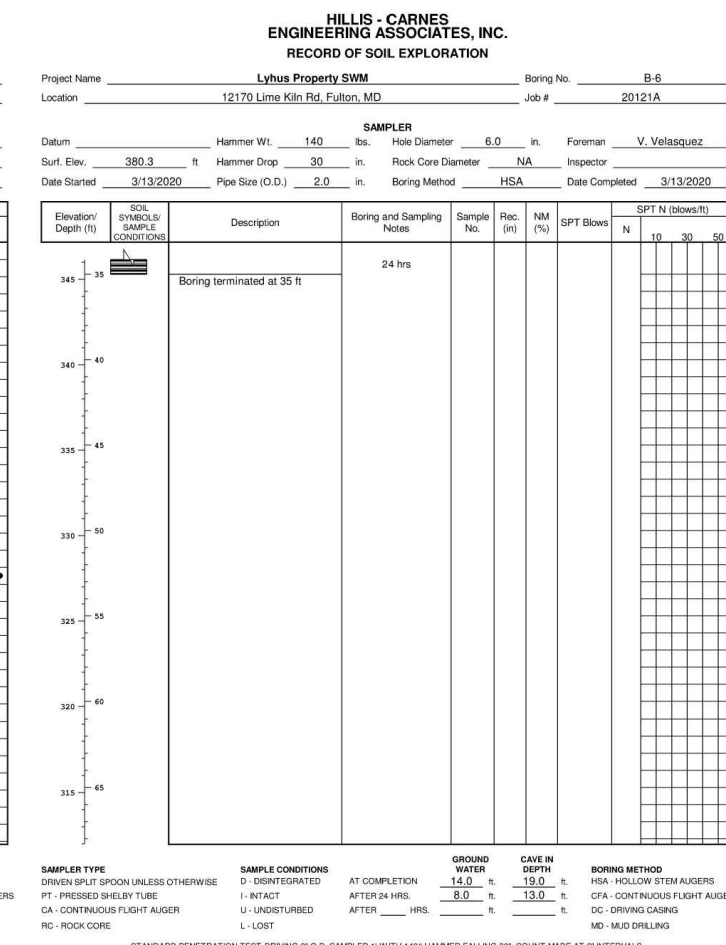 HILLIS - CARNES
ENGINEERING ASSOCIATES, INC.
RECORD OF SOIL EXPLORATION
Project Name Lyhus Property SWM Boring No. B-6
Location 12170 Lime Kiln Rd, Fulton, MD Job # 20121A
SAMPLER
Datum Hammer Wt. 140 lbs. Hole Diameter 6.0 in. Foreman V. Velasquez
Surf. Elev. 380.3 ft Hammer Drop 30 in. Rock Core Diameter NA Inspector
Date Started 3/13/2020 Pipe Size (O.D.) 2.0 in. Boring Method HSA Date Completed 3/13/2020
Elevation/ Depth (ft) SOIL SYMBOLS/ SAMPLE CONDITIONS Description Boring and Sampling Notes Sample No. Rec. (in) NM (%) SPT Blows SPT N (blows/ft)
N 10 30 50
24 hrs
345 35
Boring terminated at 35 ft
340 40
335 45
330 50
325 55
320 60
315 65
GROUND WATER CAVE IN DEPTH
SAMPLER TYPE SAMPLE CONDITIONS BORING METHOD
DRIVEN SPLIT SPOON UNLESS OTHERWISE D - DISINTEGRATED AT COMPLETION 14.0 ft. 19.0 ft. HSA - HOLLOW STEM AUGERS
ERS PT - PRESSED SHELBY TUBE I - INTACT AFTER 24 HRS. 8.0 ft. 13.0 ft. CFA - CONTINUOUS FLIGHT AUGE
CA - CONTINUOUS FLIGHT AUGER U - UNDISTURBED AFTER HRS. ft. ft. DC - DRIVING CASING
RC - ROCK CORE L - LOST MD - MUD DRILLING